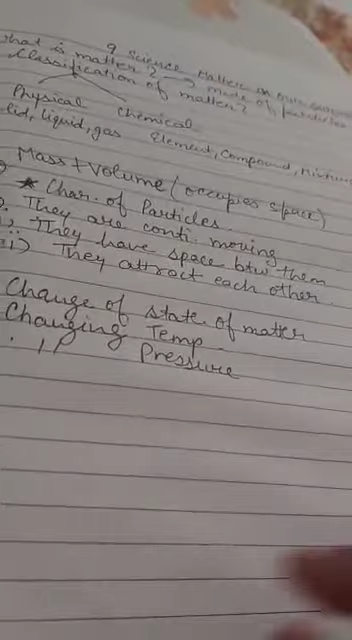 9 Science Matter in our
What is matter? → made of particles
Classification of matter?
Physical Chemical
lid, liquid, gas Element, Compound, Mixture
Mass + Volume (occupies space)
* Char. of Particles.
They are conti. moving
They have space btw them
They attract each other.
Change of state of matter
Changing Temp.
" Pressure